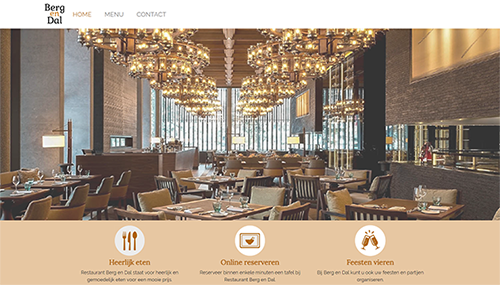 Berg
en
Dal
HOME MENU CONTACT
Heerlijk eten
Restaurant Berg en Dal staat voor heerlijk en
gemoedelijk eten voor een mooie prijs.
Online reserveren
Reserveer binnen enkele minuten een tafel bij
Restaurant Berg en Dal.
Feesten vieren
Bij Berg en Dal kunt u ook uw feesten en partijen
organiseren.